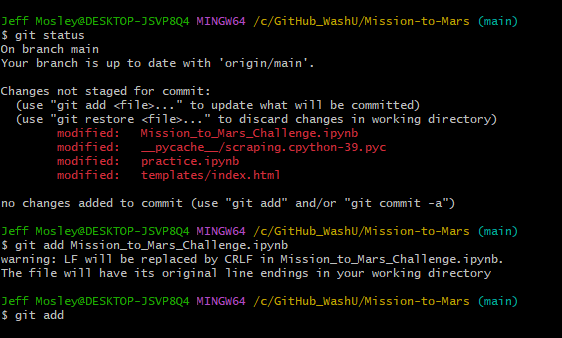 Jeff Mosley@DESKTOP-JSVP8Q4 MINGW64 /c/GitHub_WashU/Mission-to-Mars (main)
$ git status
On branch main
Your branch is up to date with 'origin/main'.
Changes not staged for commit:
(use "git add <file>..." to update what will be committed)
(use "git restore <file>..." to discard changes in working directory)
modified: Mission_to_Mars_Challenge.ipynb
modified: __pycache__/scraping.cpython-39.pyc
modified: practice.ipynb
modified: templates/index.html
no changes added to commit (use "git add" and/or "git commit -a")
Jeff Mosley@DESKTOP-JSVP8Q4 MINGW64 /c/GitHub_WashU/Mission-to-Mars (main)
$ git add Mission_to_Mars_Challenge.ipynb
warning: LF will be replaced by CRLF in Mission_to_Mars_Challenge.ipynb.
The file will have its original line endings in your working directory
Jeff Mosley@DESKTOP-JSVP8Q4 MINGW64 /c/GitHub_WashU/Mission-to-Mars (main)
$ git add